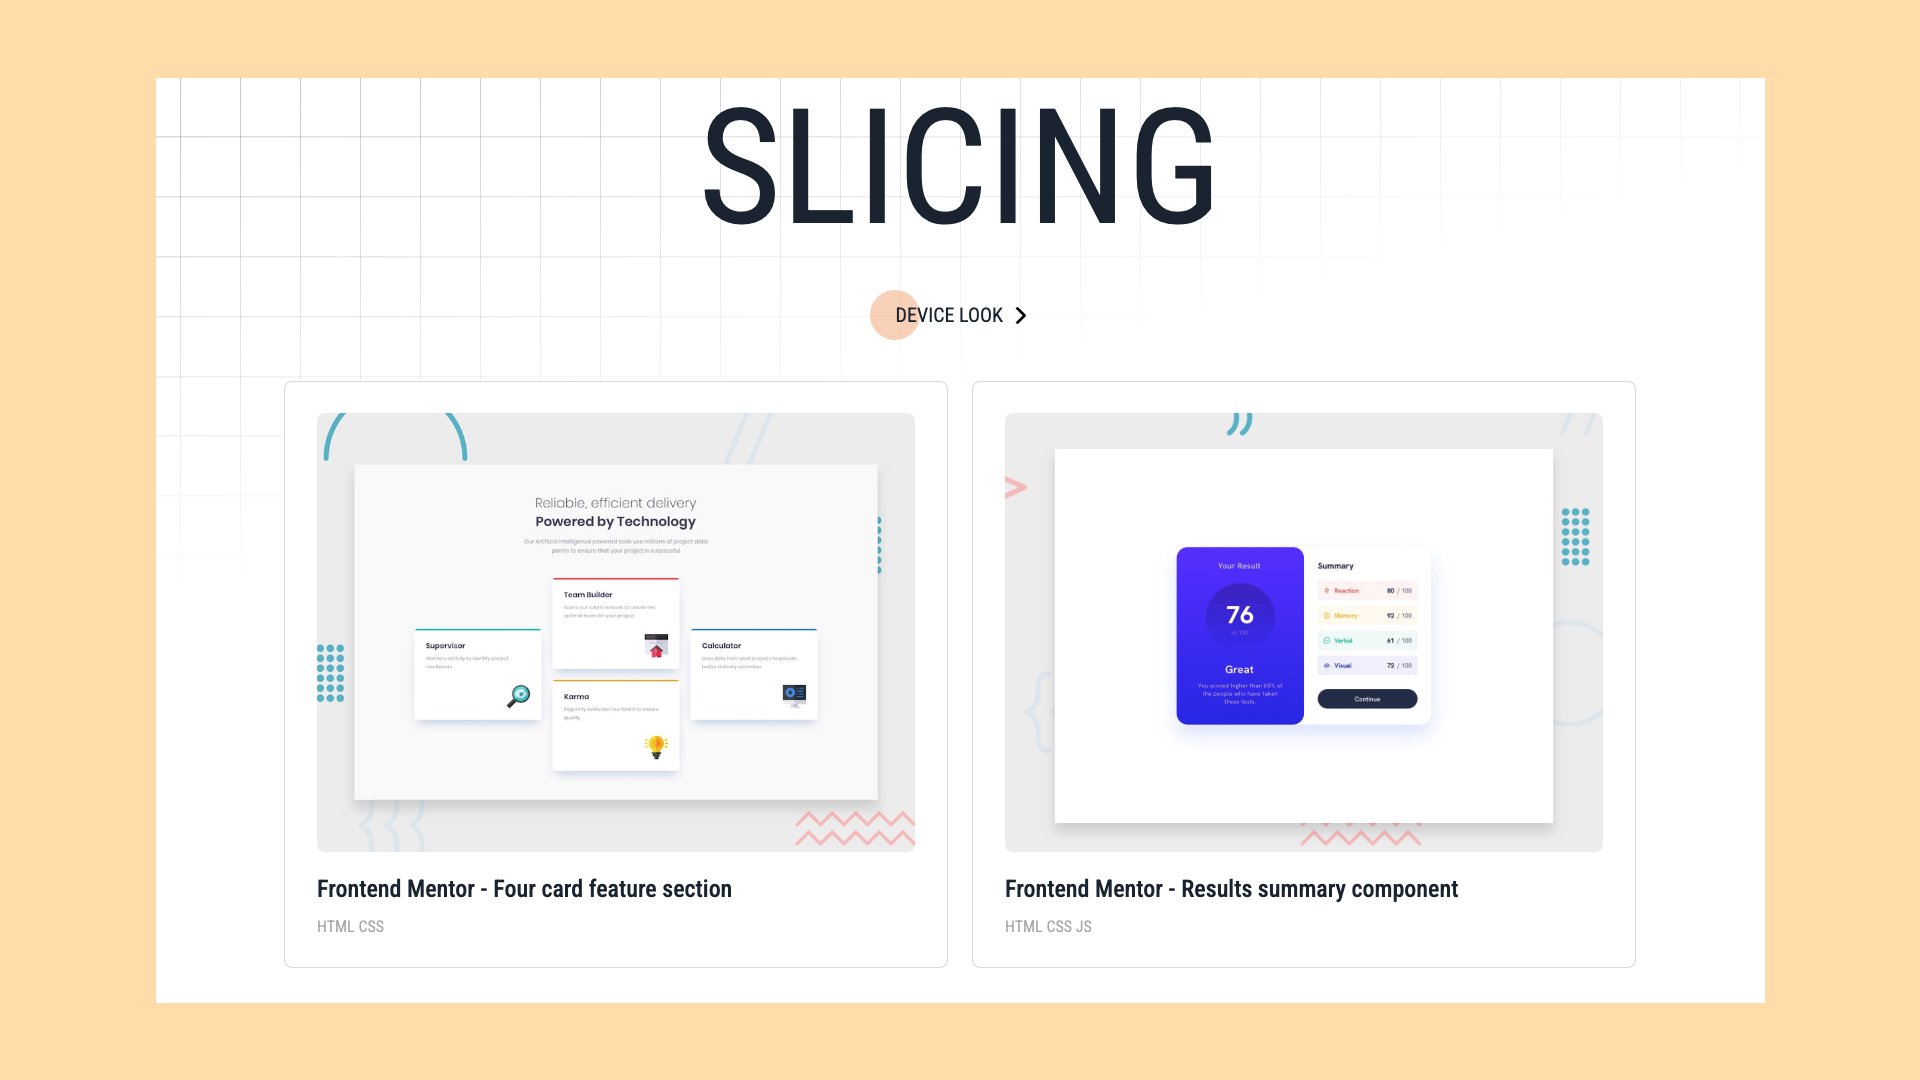 SLICING
DEVICE LOOK
Reliable, efficient delivery
Powered by Technology
Our Artificial Intelligence powered tools use millions of project data
points to ensure that your project is successful
Team Builder
Scans our talent network to create the
optimal team for your project
Supervisor
Monitors activity to identify project
roadblocks
Calculator
Uses data from past projects to provide
better delivery estimates
Karma
Regularly evaluates our talent to ensure
quality
Frontend Mentor - Four card feature section
HTML CSS
Your Result
76
of 100
Great
You scored higher than 65% of
the people who have taken
these tests.
Summary
Reaction 80 / 100
Memory 92 / 100
Verbal 61 / 100
Visual 72 / 100
Continue
Frontend Mentor - Results summary component
HTML CSS JS